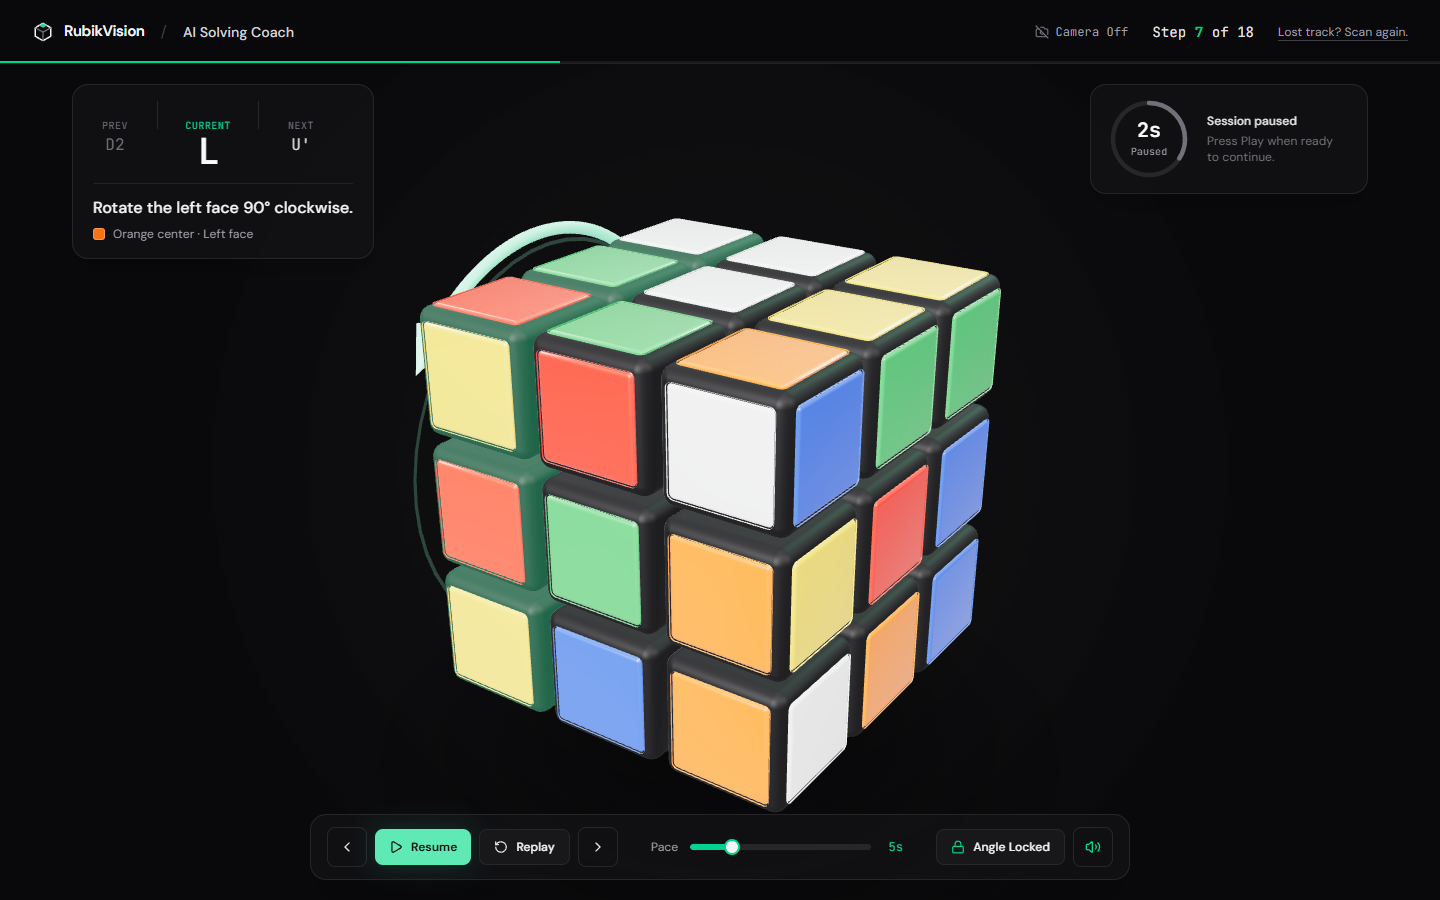 RubikVision / AI Solving Coach
Camera Off
Step 7 of 18
Lost track? Scan again.
PREV
D2
CURRENT
L
NEXT
U'
Rotate the left face 90° clockwise.
Orange center · Left face
2s
Paused
Session paused
Press Play when ready
to continue.
Resume
Replay
Pace
5s
Angle Locked